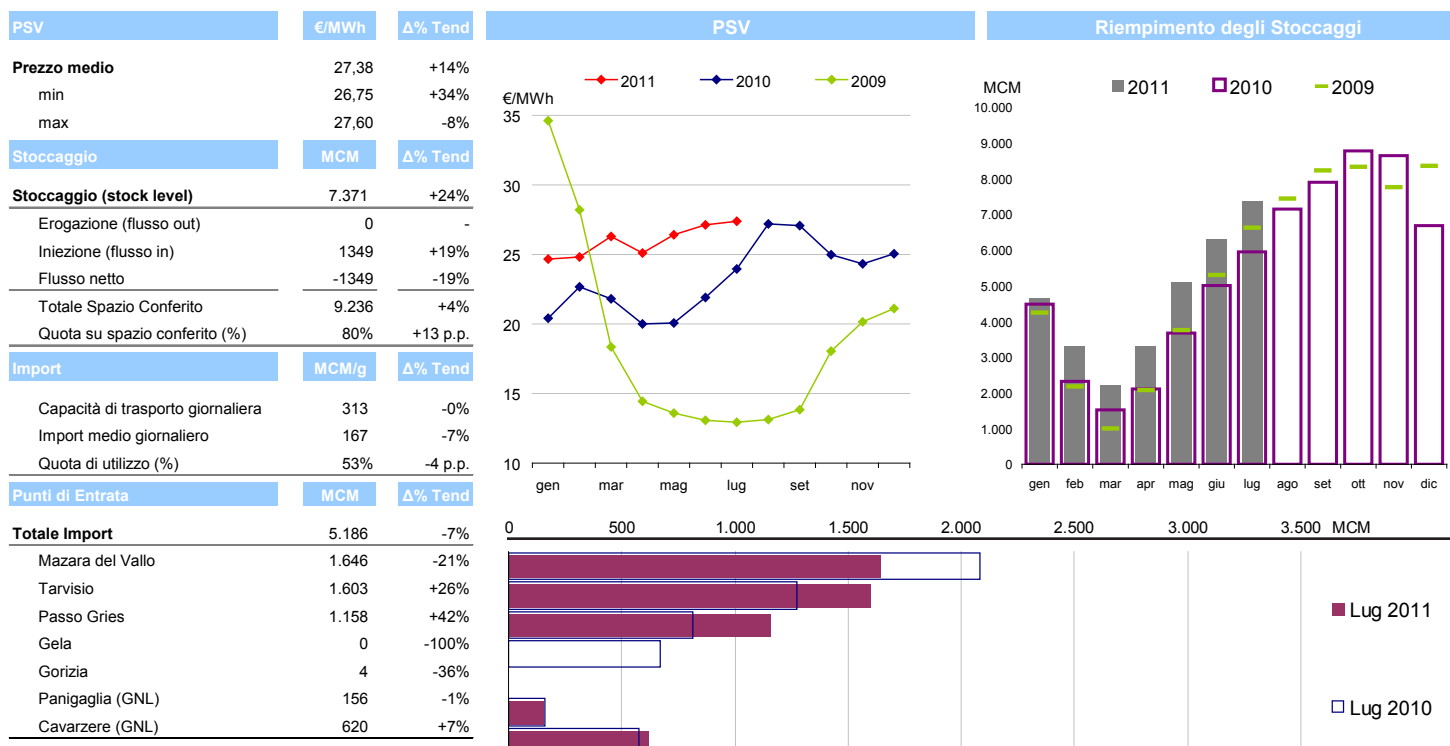 PSV €/MWh Δ% Tend
Prezzo medio 27,38 +14%
min 26,75 +34%
max 27,60 -8%
Stoccaggio MCM Δ% Tend
Stoccaggio (stock level) 7.371 +24%
Erogazione (flusso out) 0 -
Iniezione (flusso in) 1349 +19%
Flusso netto -1349 -19%
Totale Spazio Conferito 9.236 +4%
Quota su spazio conferito (%) 80% +13 p.p.
Import MCM/g Δ% Tend
Capacità di trasporto giornaliera 313 -0%
Import medio giornaliero 167 -7%
Quota di utilizzo (%) 53% -4 p.p.
Punti di Entrata MCM Δ% Tend
Totale Import 5.186 -7%
Mazara del Vallo 1.646 -21%
Tarvisio 1.603 +26%
Passo Gries 1.158 +42%
Gela 0 -100%
Gorizia 4 -36%
Panigaglia (GNL) 156 -1%
Cavarzere (GNL) 620 +7%
PSV
2011 2010 2009
€/MWh
35
30
25
20
15
10
gen mar mag lug set nov
Riempimento degli Stoccaggi
MCM 2011 2010 2009
10.000
9.000
8.000
7.000
6.000
5.000
4.000
3.000
2.000
1.000
0
gen feb mar apr mag giu lug ago set ott nov dic
0 500 1.000 1.500 2.000 2.500 3.000 3.500 MCM
Lug 2011
Lug 2010